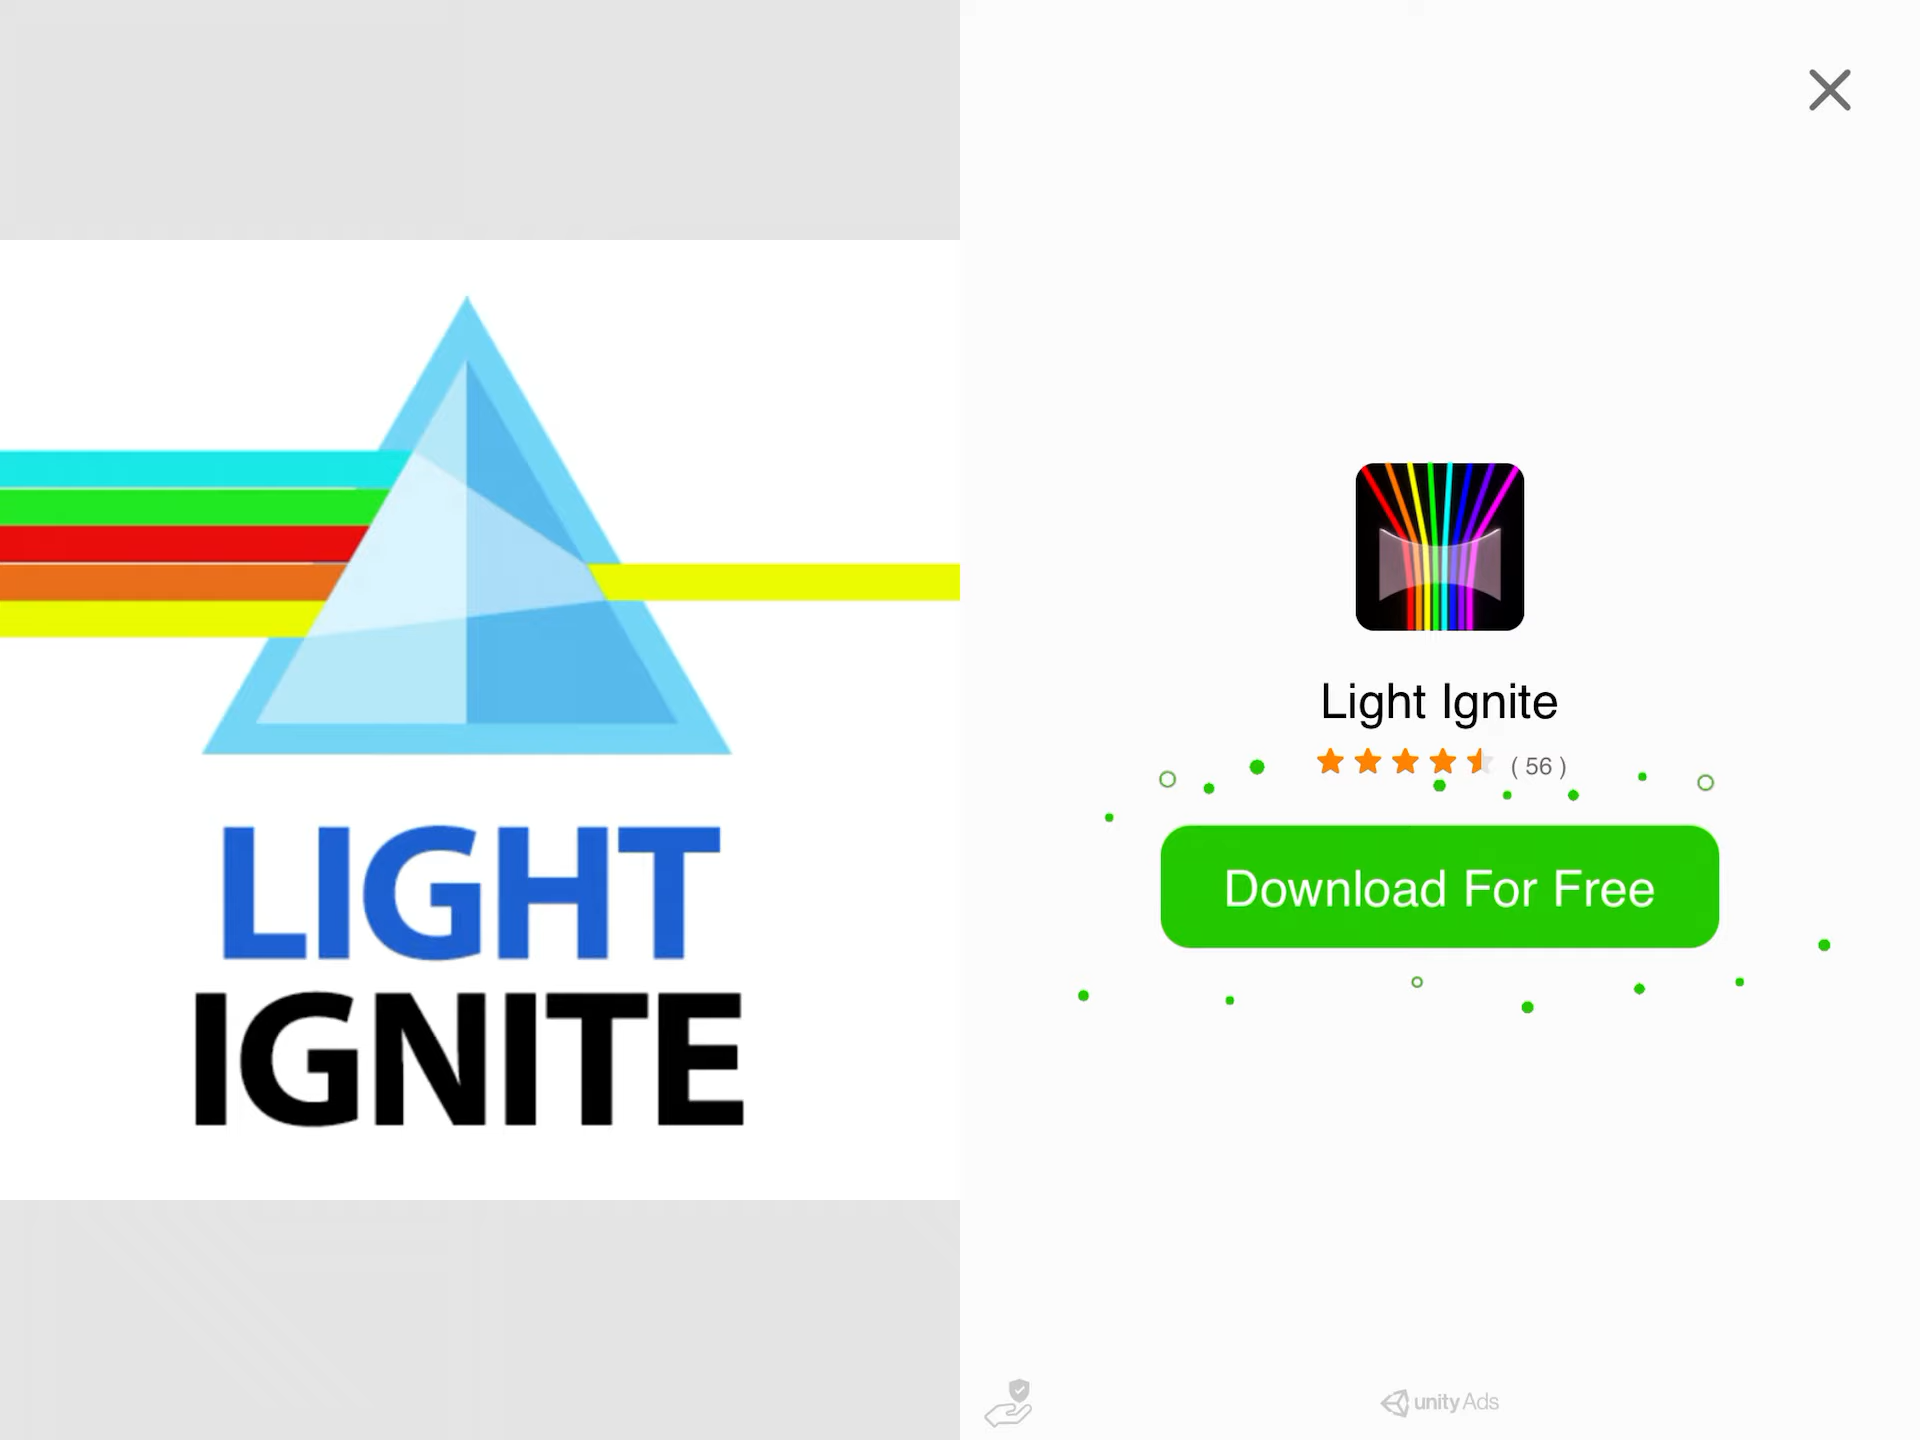 LIGHT
IGNITE
Light Ignite
( 56 )
Download For Free
unity Ads